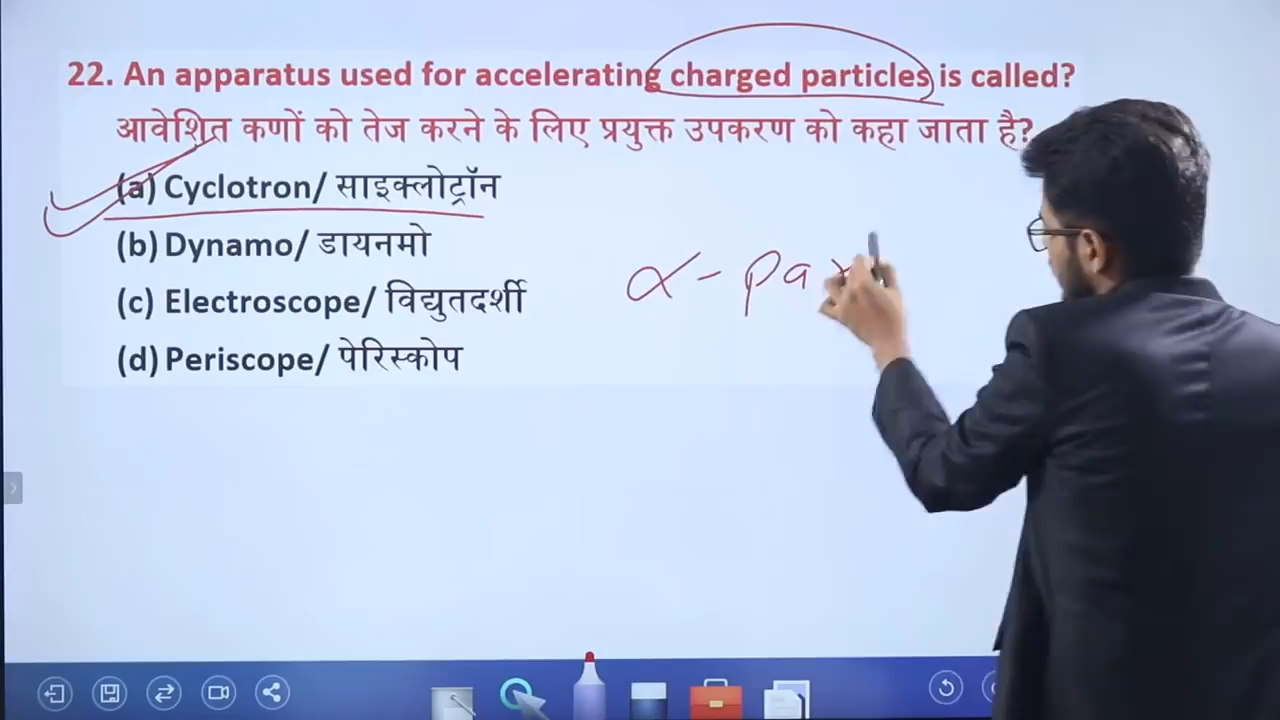 22. An apparatus used for accelerating charged particles is called?
आवेशित कणों को तेज करने के लिए प्रयुक्त उपकरण को कहा जाता है?
(a) Cyclotron/ साइक्लोट्रॉन
(b) Dynamo/ डायनमो
(c) Electroscope/ विद्युतदर्शी
(d) Periscope/ पेरिस्कोप
α - par